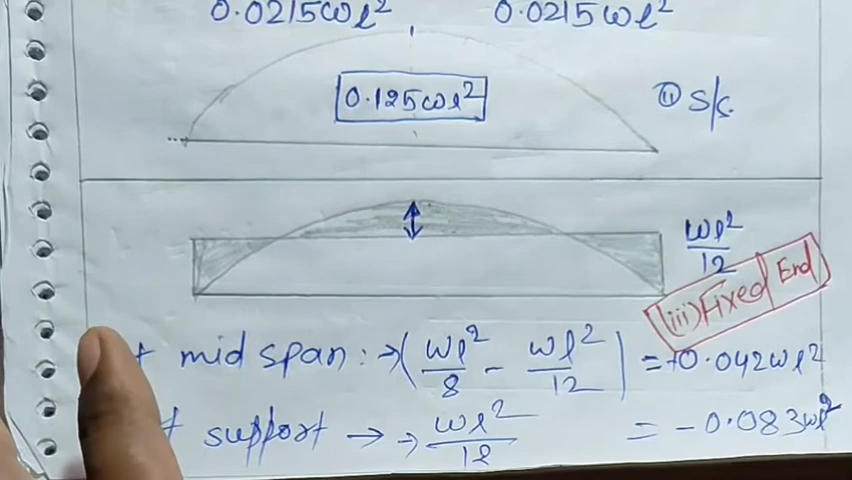 0.0215ωl² 0.0215ωl²
0.125ωl²
ⓘⓘ S/s.
ωl²/12
(iii) Fixed End
mid span :→ (ωl²/8 - ωl²/12) = +0.042ωl²
support → → ωl²/12 = -0.083ωl²